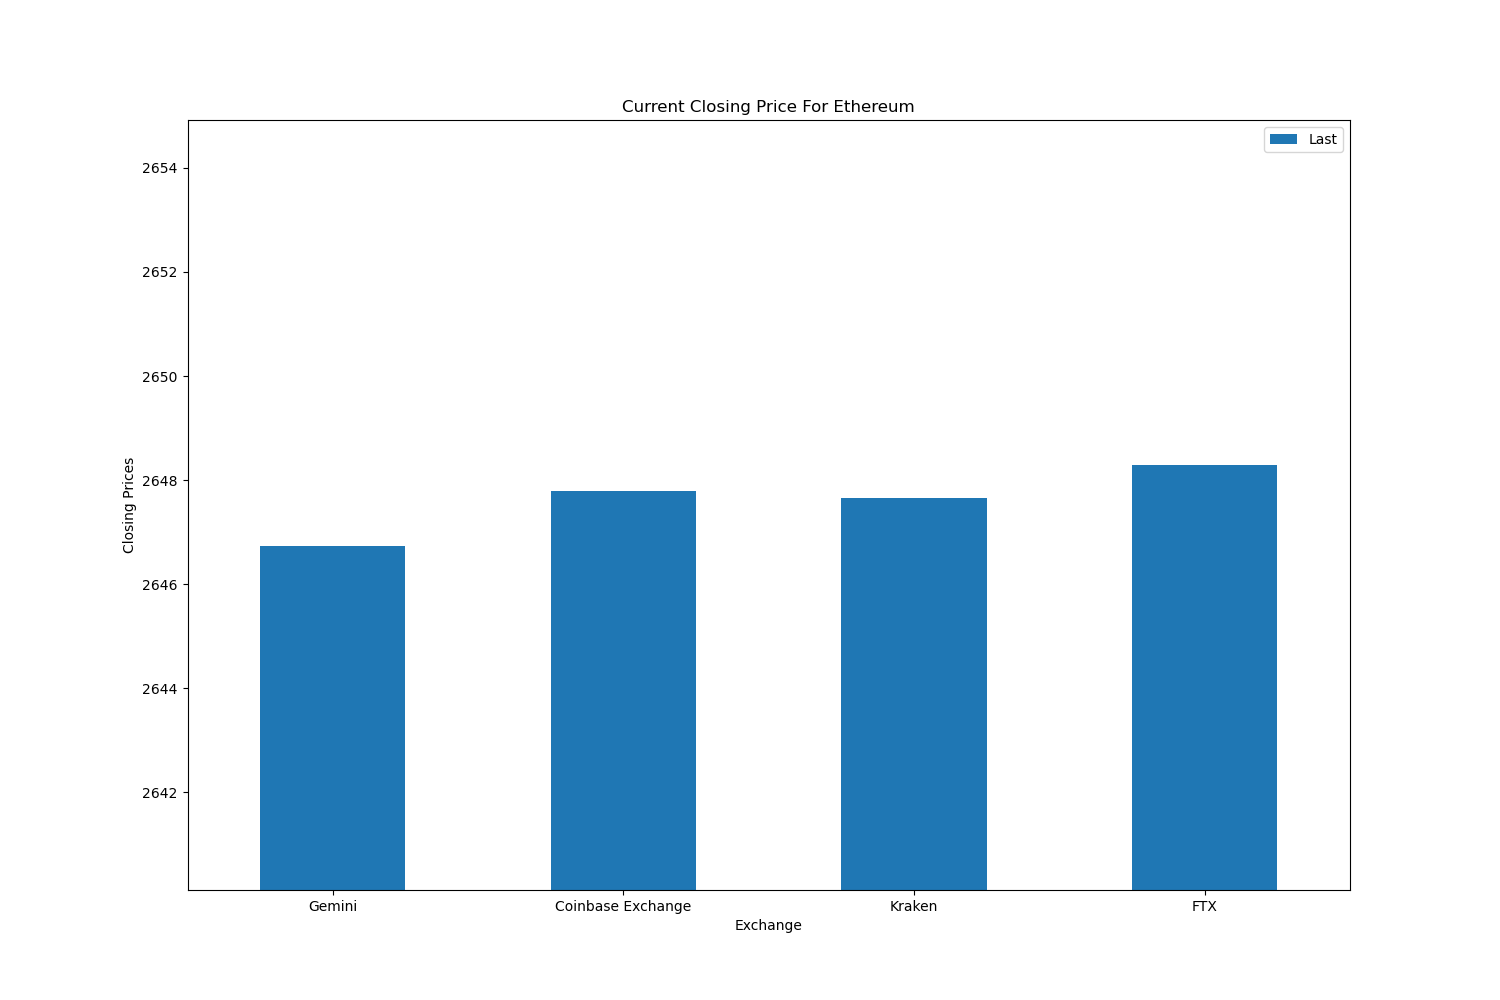 Current Closing Price For Ethereum
Last
2654
2652
2650
2648
2646
2644
2642
Closing Prices
Gemini
Coinbase Exchange
Kraken
FTX
Exchange